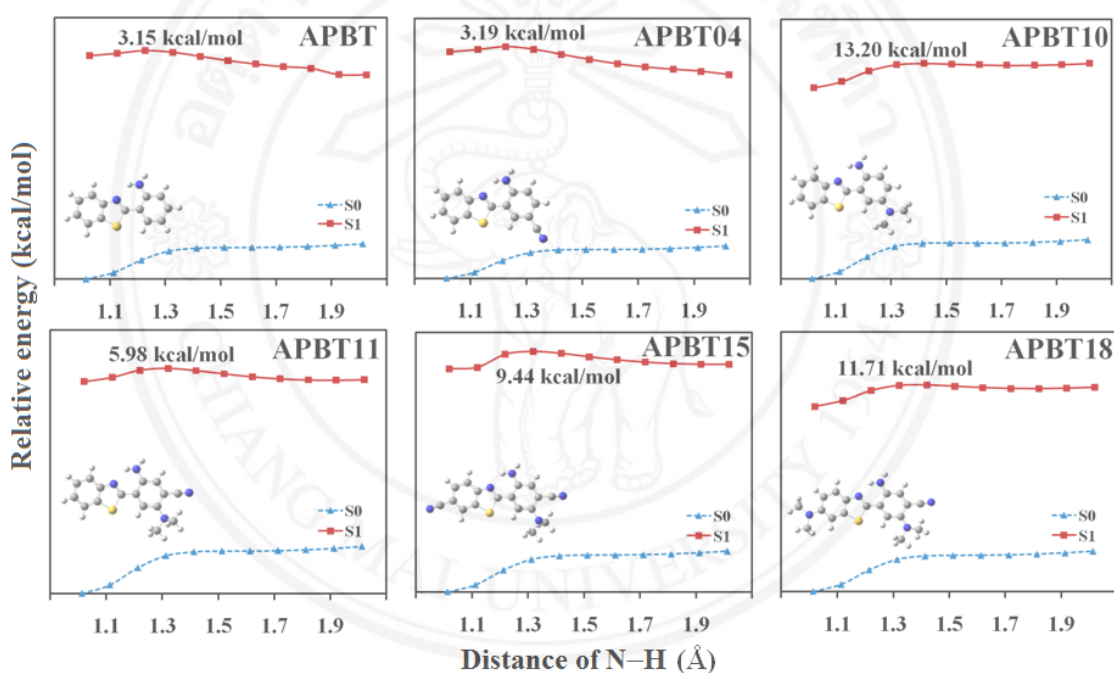 3.15 kcal/mol
APBT
S0
S1
1.1 1.3 1.5 1.7 1.9
3.19 kcal/mol
APBT04
S0
S1
1.1 1.3 1.5 1.7 1.9
13.20 kcal/mol
APBT10
S0
S1
1.1 1.3 1.5 1.7 1.9
Relative energy (kcal/mol)
5.98 kcal/mol
APBT11
S0
S1
1.1 1.3 1.5 1.7 1.9
APBT15
9.44 kcal/mol
S0
S1
1.1 1.3 1.5 1.7 1.9
APBT18
11.71 kcal/mol
S0
S1
1.1 1.3 1.5 1.7 1.9
Distance of N–H (Å)
CHIANG MAI UNIVERSITY 1964